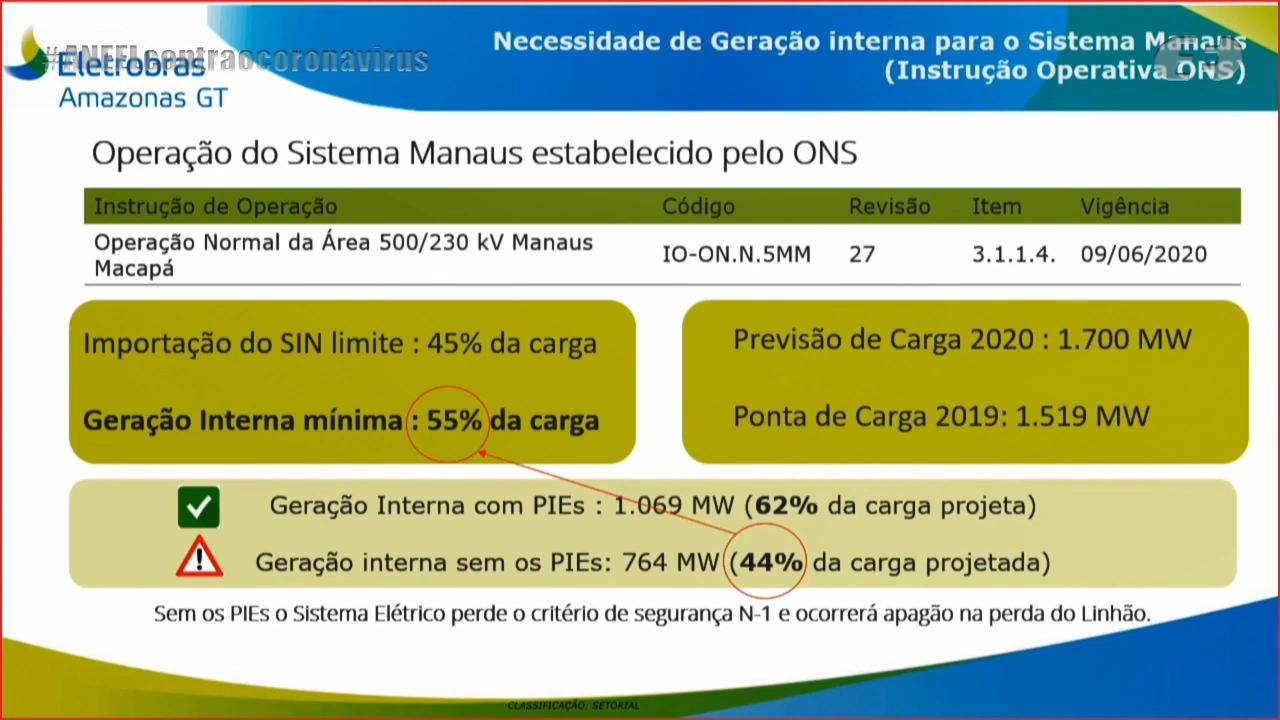 #ANEELcontraocoronavirus
Eletrobras
Amazonas GT
Necessidade de Geração interna para o Sistema Manaus
(Instrução Operativa ONS)
Operação do Sistema Manaus estabelecido pelo ONS
Instrução de Operação Código Revisão Item Vigência
Operação Normal da Área 500/230 kV Manaus
Macapá IO-ON.N.5MM 27 3.1.1.4. 09/06/2020
Importação do SIN limite : 45% da carga
Geração Interna mínima : 55% da carga
Previsão de Carga 2020 : 1.700 MW
Ponta de Carga 2019: 1.519 MW
Geração Interna com PIEs : 1.069 MW (62% da carga projeta)
Geração interna sem os PIEs: 764 MW (44% da carga projetada)
Sem os PIEs o Sistema Elétrico perde o critério de segurança N-1 e ocorrerá apagão na perda do Linhão.
CLASSIFICAÇÃO: SETORIAL